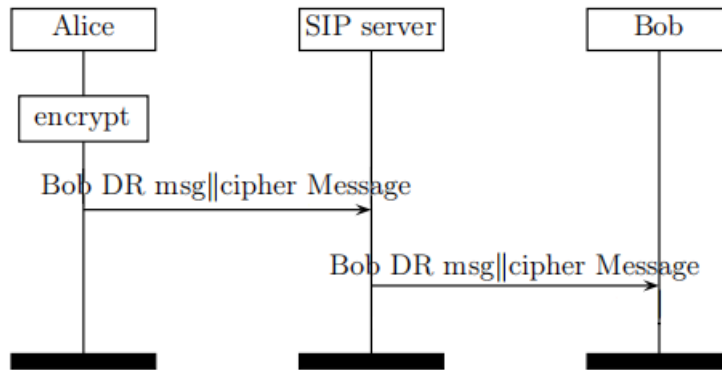 Alice
SIP server
Bob
encrypt
Bob DR msg||cipher Message
Bob DR msg||cipher Message